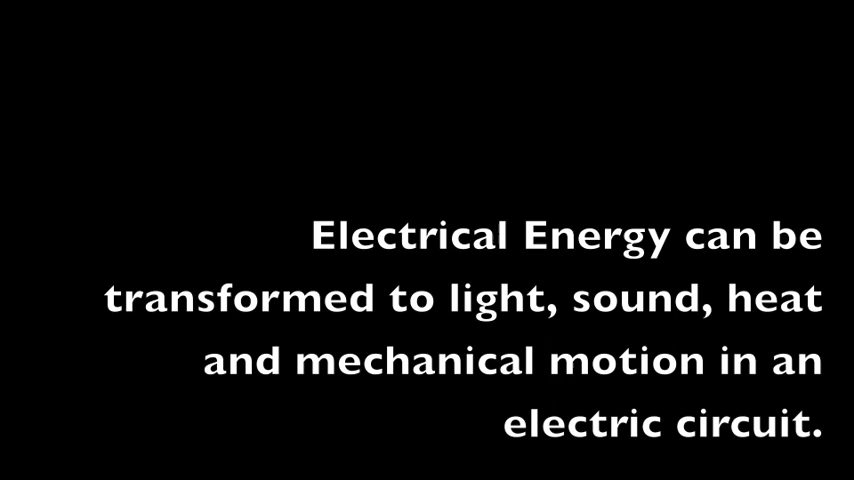 Electrical Energy can be
transformed to light, sound, heat
and mechanical motion in an
electric circuit.